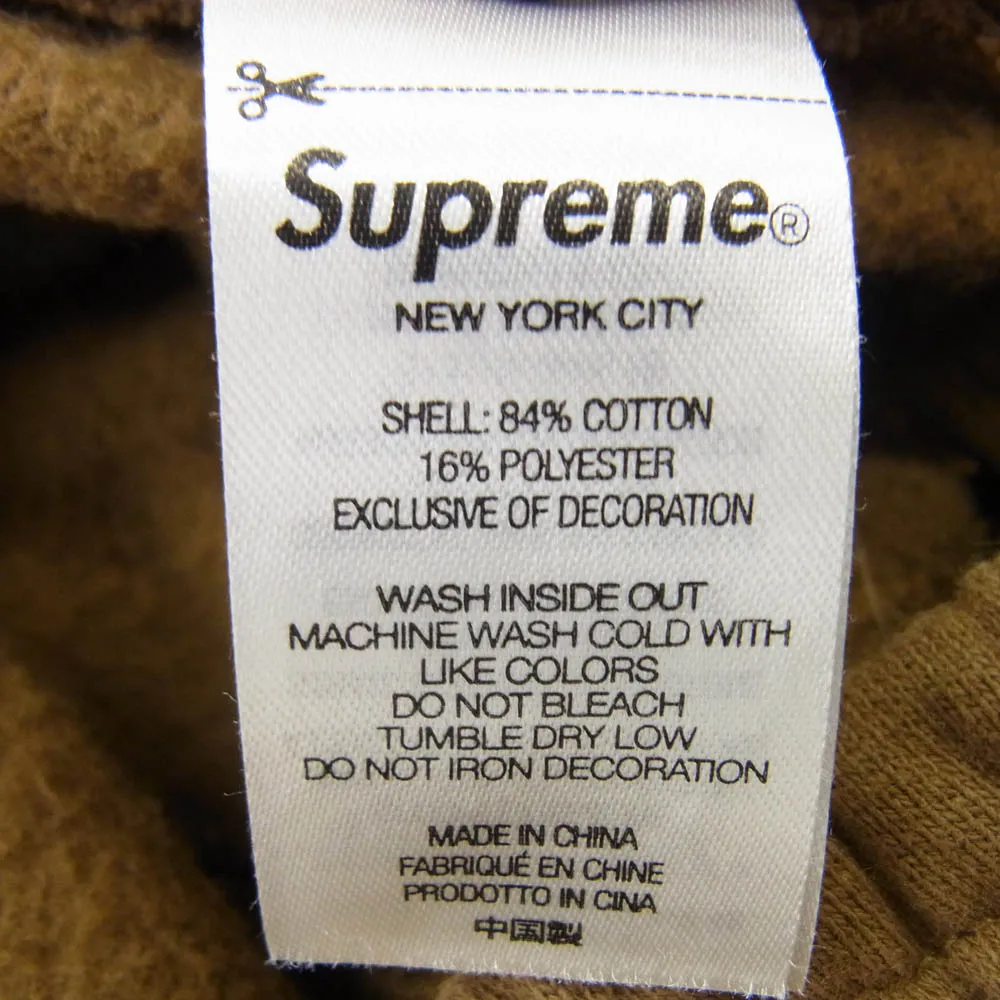 Supreme®
NEW YORK CITY
SHELL: 84% COTTON
16% POLYESTER
EXCLUSIVE OF DECORATION
WASH INSIDE OUT
MACHINE WASH COLD WITH
LIKE COLORS
DO NOT BLEACH
TUMBLE DRY LOW
DO NOT IRON DECORATION
MADE IN CHINA
FABRIQUÉ EN CHINE
PRODOTTO IN CINA
中国製